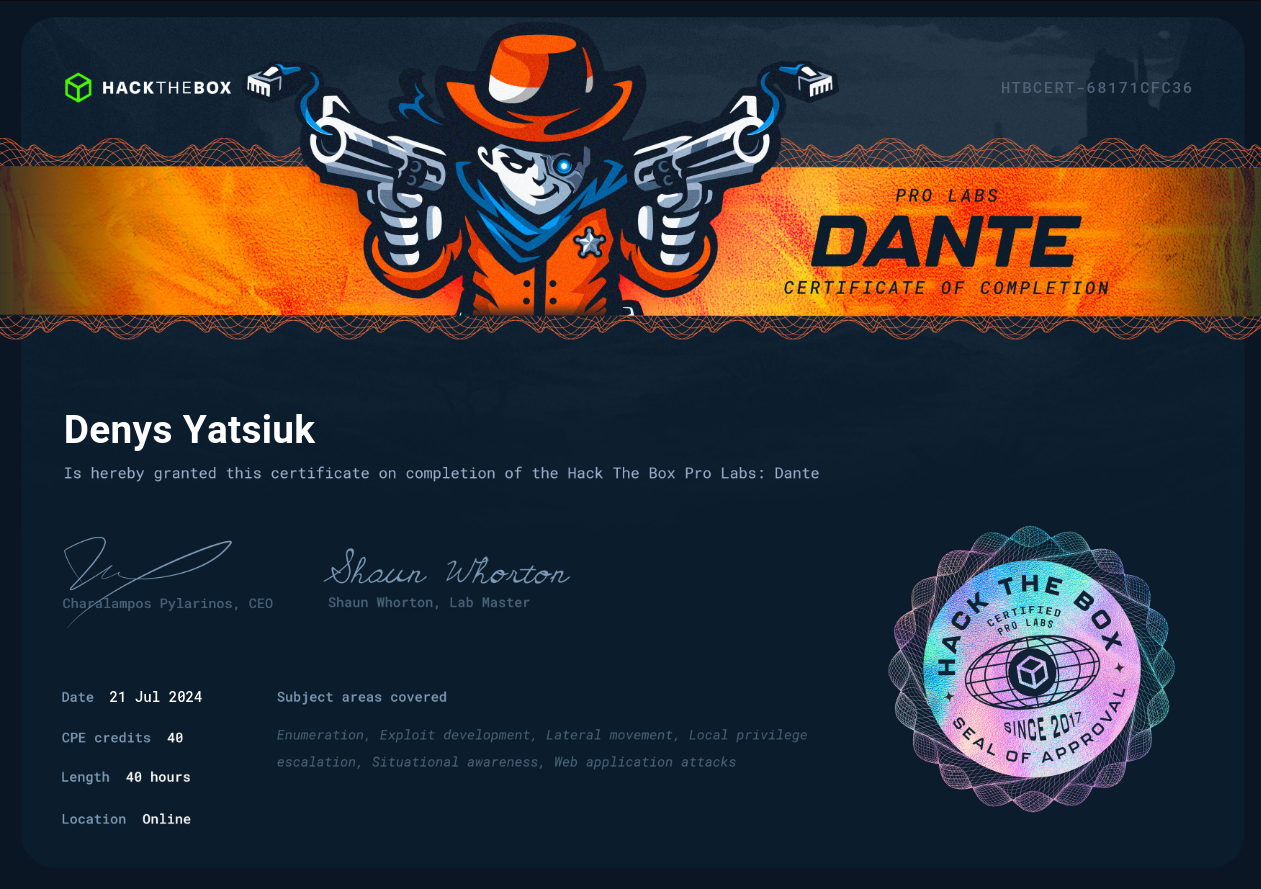 HACKTHEBOX
HTBCERT-68171CFC36
PRO LABS
DANTE
CERTIFICATE OF COMPLETION
Denys Yatsiuk
Is hereby granted this certificate on completion of the Hack The Box Pro Labs: Dante
Shaun Whorton
Charalampos Pylarinos, CEO
Shaun Whorton, Lab Master
HACK THE BOX
CERTIFIED
PRO LABS
SINCE 2017
SEAL OF APPROVAL
Date 21 Jul 2024
CPE credits 40
Length 40 hours
Location Online
Subject areas covered
Enumeration, Exploit development, Lateral movement, Local privilege
escalation, Situational awareness, Web application attacks